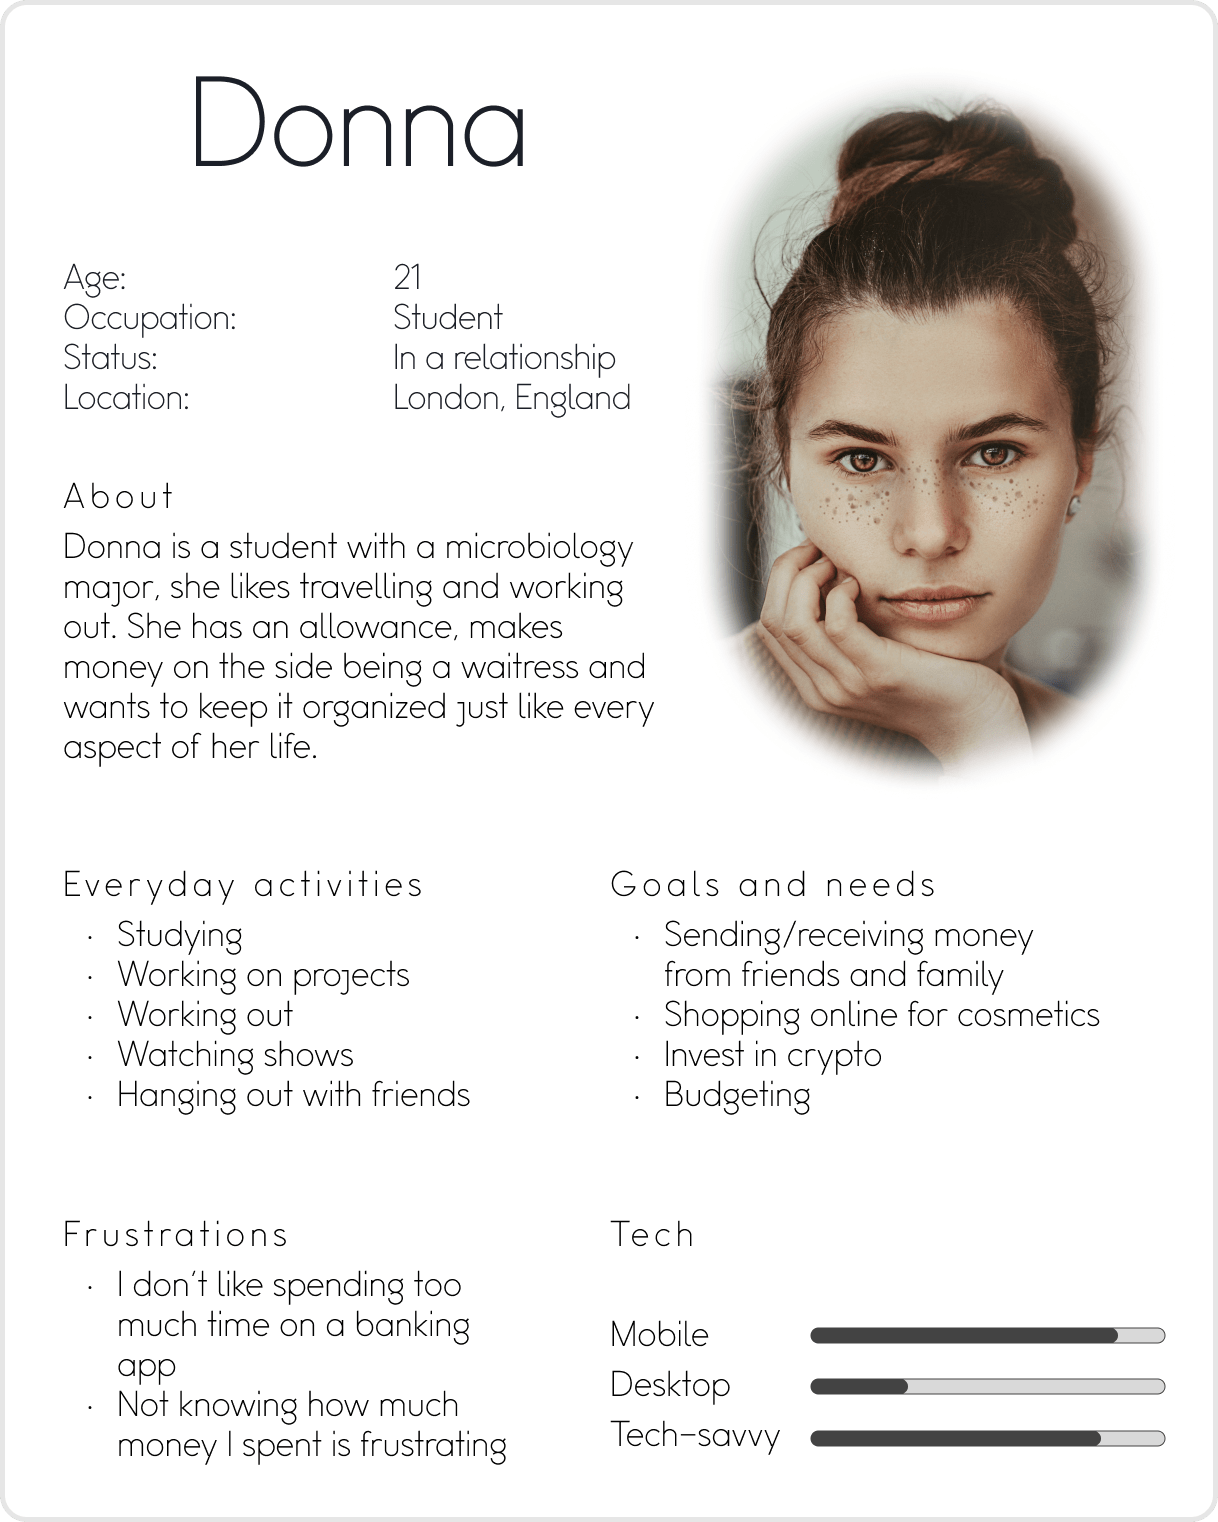 Donna
Age: 21
Occupation: Student
Status: In a relationship
Location: London, England
About
Donna is a student with a microbiology
major, she likes travelling and working
out. She has an allowance, makes
money on the side being a waitress and
wants to keep it organized just like every
aspect of her life.
Everyday activities
· Studying
· Working on projects
· Working out
· Watching shows
· Hanging out with friends
Goals and needs
· Sending/receiving money
from friends and family
· Shopping online for cosmetics
· Invest in crypto
· Budgeting
Frustrations
· I don't like spending too
much time on a banking
app
· Not knowing how much
money I spent is frustrating
Tech
Mobile
Desktop
Tech-savvy